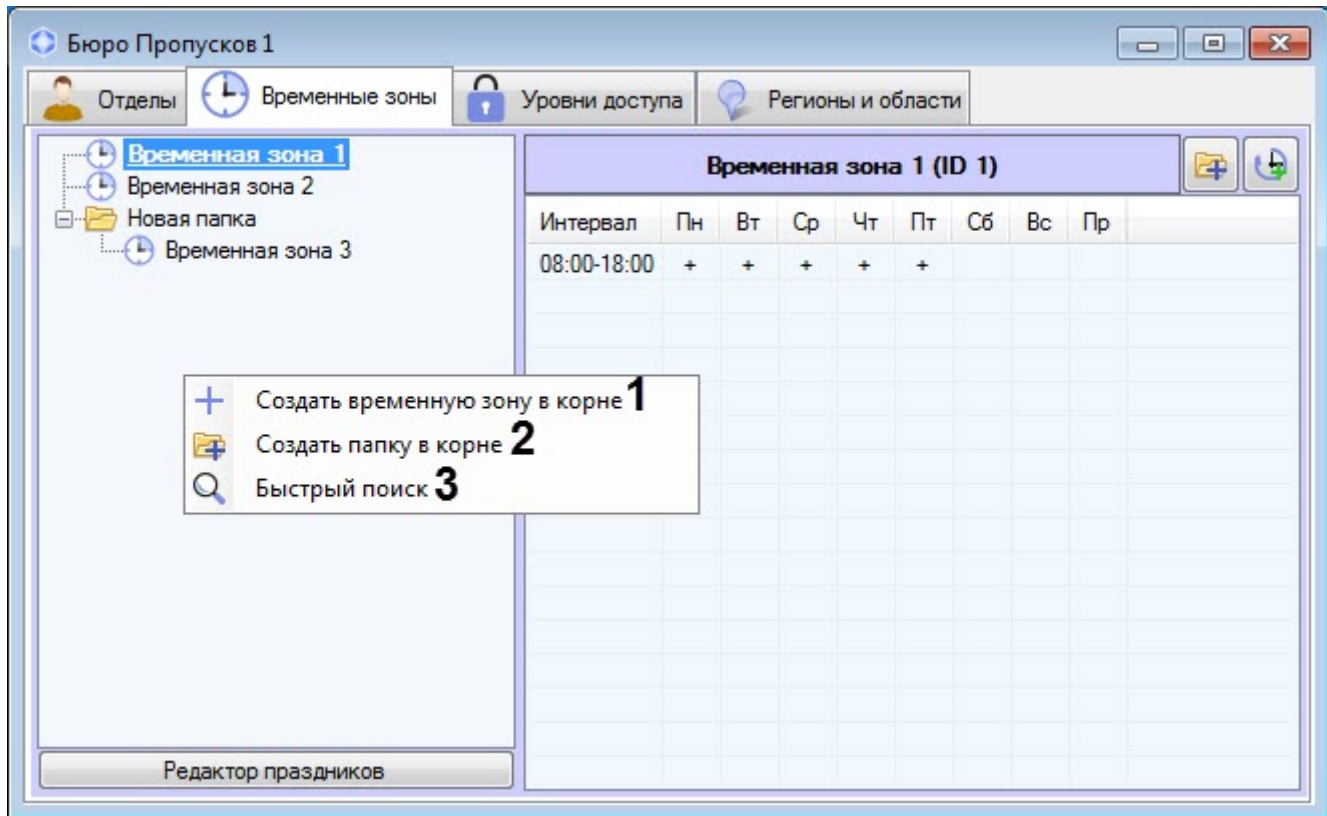 Бюро Пропусков 1
Отделы Временные зоны Уровни доступа Регионы и области
Временная зона 1
Временная зона 2
Новая папка
Временная зона 3
Временная зона 1 (ID 1)
Интервал Пн Вт Ср Чт Пт Сб Вс Пр
08:00-18:00 + + + + +
Создать временную зону в корне 1
Создать папку в корне 2
Быстрый поиск 3
Редактор праздников